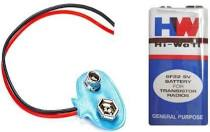 HW
Hi-Watt
6F22 9V
BATTERY
FOR
TRANSISTOR
RADIOS
GENERAL PURPOSE